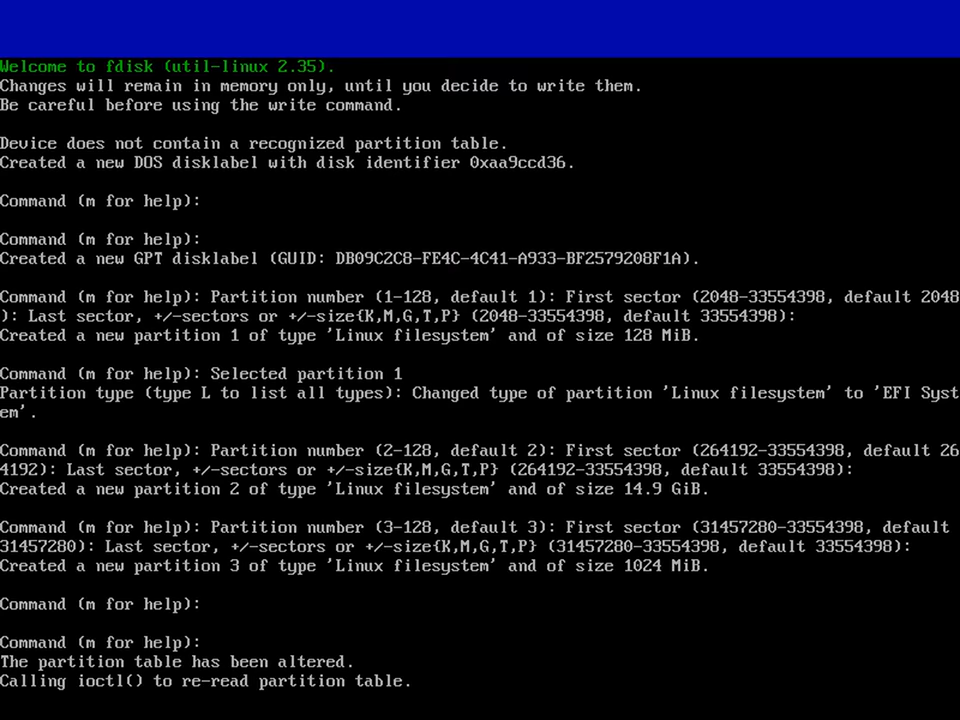 Welcome to fdisk (util-linux 2.35).
Changes will remain in memory only, until you decide to write them.
Be careful before using the write command.
Device does not contain a recognized partition table.
Created a new DOS disklabel with disk identifier 0xaa9ccd36.
Command (m for help):
Command (m for help):
Created a new GPT disklabel (GUID: DB09C2C8-FE4C-4C41-A933-BF2579208F1A).
Command (m for help): Partition number (1-128, default 1): First sector (2048-33554398, default 2048
): Last sector, +/-sectors or +/-size{K,M,G,T,P} (2048-33554398, default 33554398):
Created a new partition 1 of type 'Linux filesystem' and of size 128 MiB.
Command (m for help): Selected partition 1
Partition type (type L to list all types): Changed type of partition 'Linux filesystem' to 'EFI Syst
em'.
Command (m for help): Partition number (2-128, default 2): First sector (264192-33554398, default 26
4192): Last sector, +/-sectors or +/-size{K,M,G,T,P} (264192-33554398, default 33554398):
Created a new partition 2 of type 'Linux filesystem' and of size 14.9 GiB.
Command (m for help): Partition number (3-128, default 3): First sector (31457280-33554398, default
31457280): Last sector, +/-sectors or +/-size{K,M,G,T,P} (31457280-33554398, default 33554398):
Created a new partition 3 of type 'Linux filesystem' and of size 1024 MiB.
Command (m for help):
Command (m for help):
The partition table has been altered.
Calling ioctl() to re-read partition table.